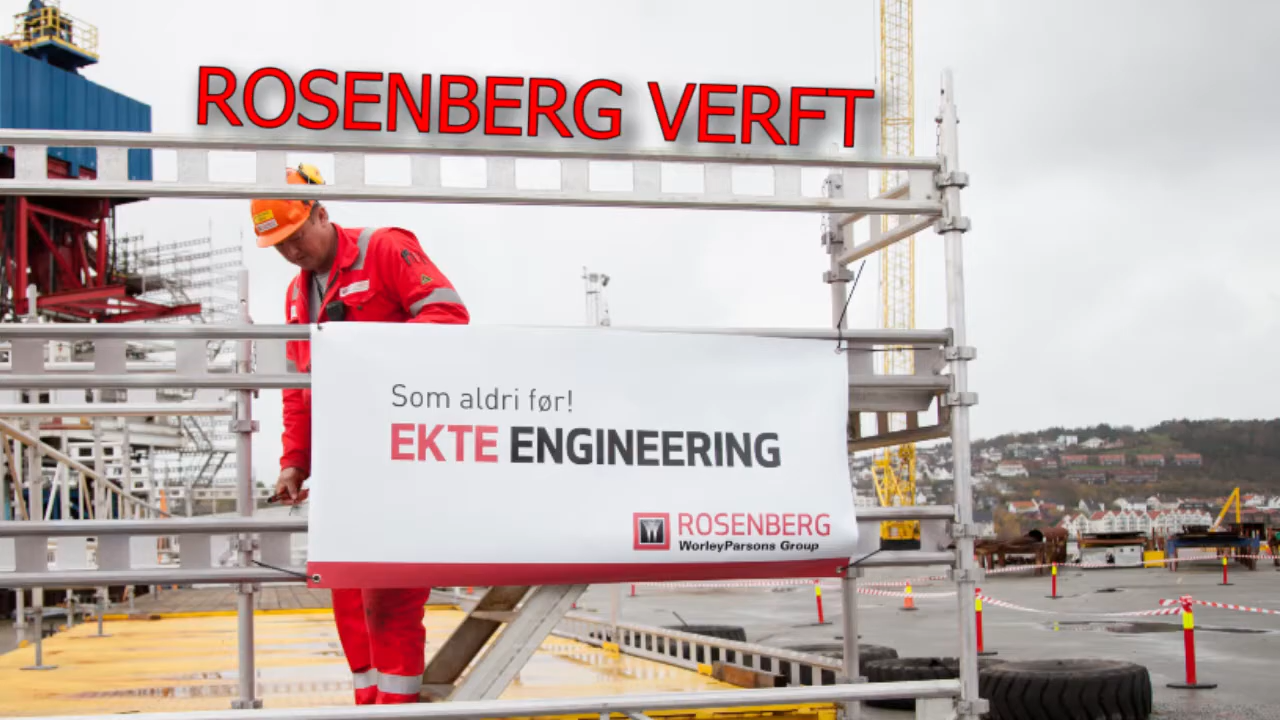 ROSENBERG VERFT
Som aldri før!
EKTE ENGINEERING
ROSENBERG
WorleyParsons Group